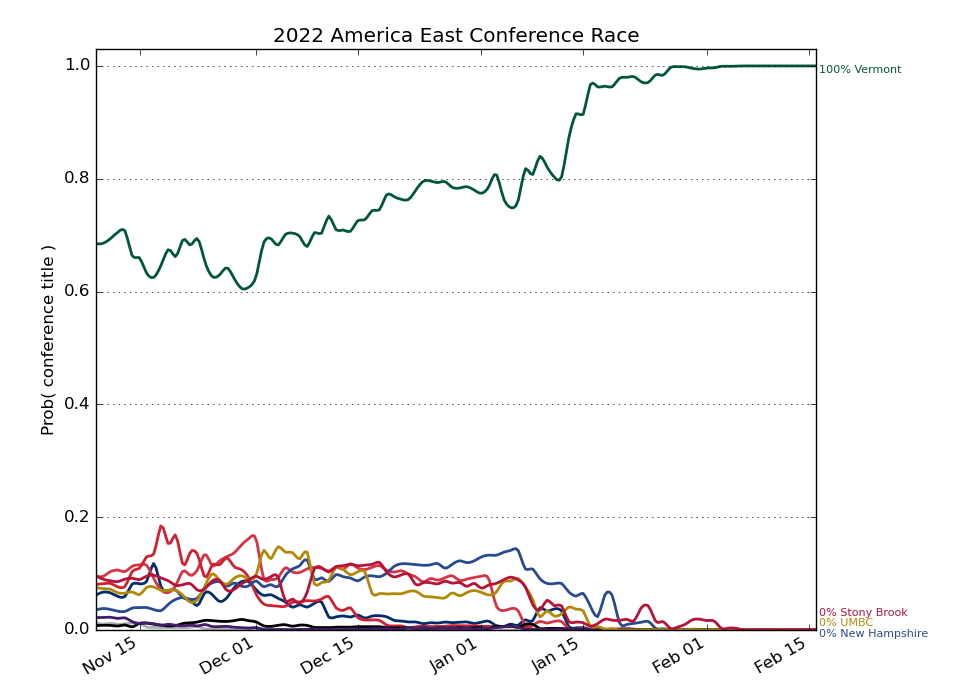 2022 America East Conference Race
Prob( conference title )
1.0
0.8
0.6
0.4
0.2
0.0
Nov 15
Dec 01
Dec 15
Jan 01
Jan 15
Feb 01
Feb 15
100% Vermont
0% Stony Brook
0% UMBC
0% New Hampshire